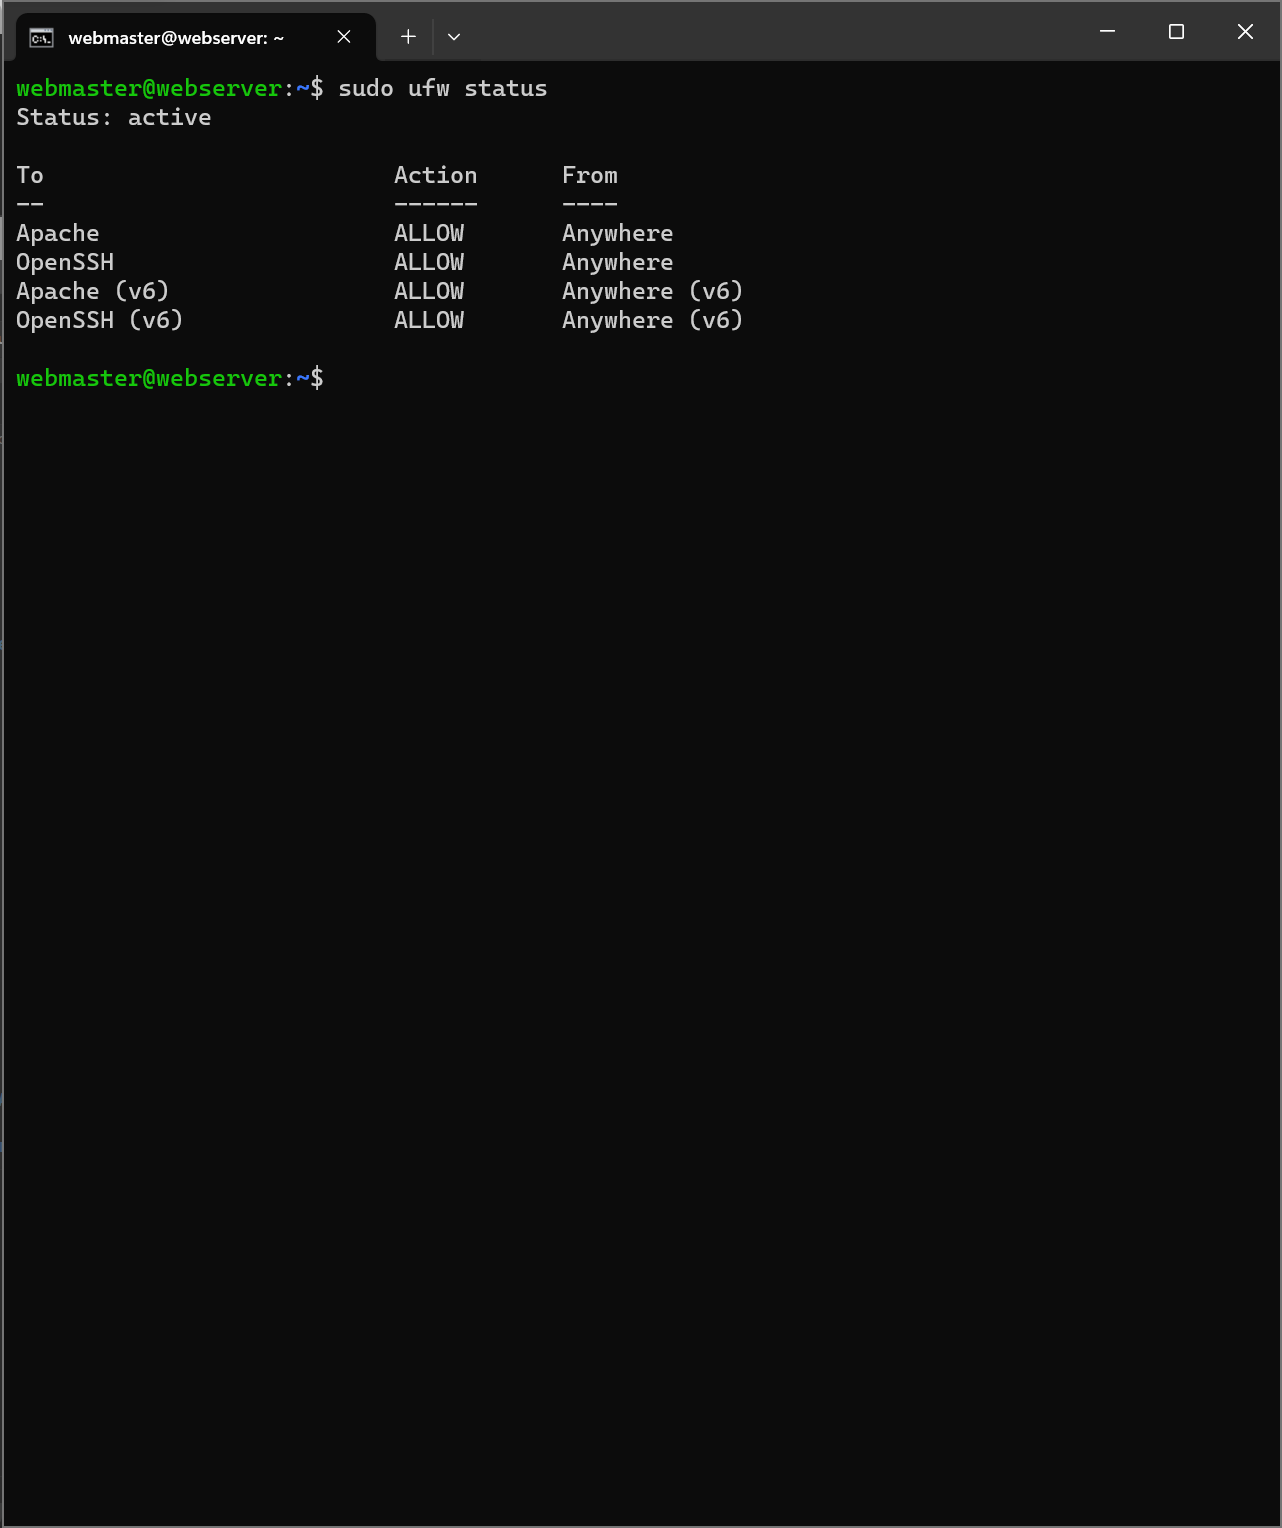 webmaster@webserver: ~
webmaster@webserver:~$ sudo ufw status
Status: active
To                         Action      From
--                         ------      ----
Apache                     ALLOW       Anywhere
OpenSSH                    ALLOW       Anywhere
Apache (v6)                ALLOW       Anywhere (v6)
OpenSSH (v6)               ALLOW       Anywhere (v6)
webmaster@webserver:~$